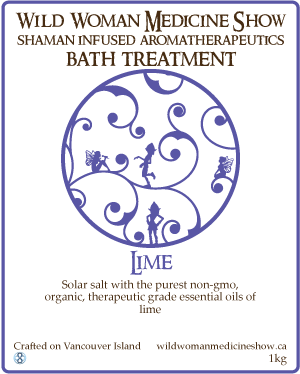 Wild Woman Medicine Show
Shaman Infused Aromatherapeutics
Bath Treatment
Lime
Solar salt with the purest non-gmo,
organic, therapeutic grade essential oils of
lime
Crafted on Vancouver Island wildwomanmedicineshow.ca
1kg